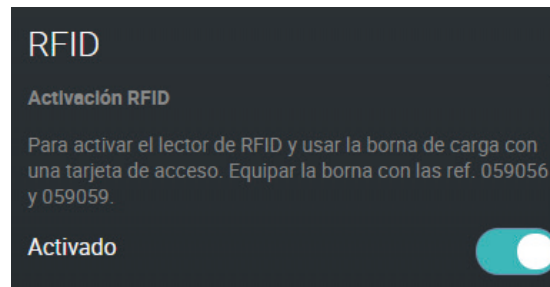 RFID
Activación RFID
Para activar el lector de RFID y usar la borna de carga con
una tarjeta de acceso. Equipar la borna con las ref. 059056
y 059059.
Activado